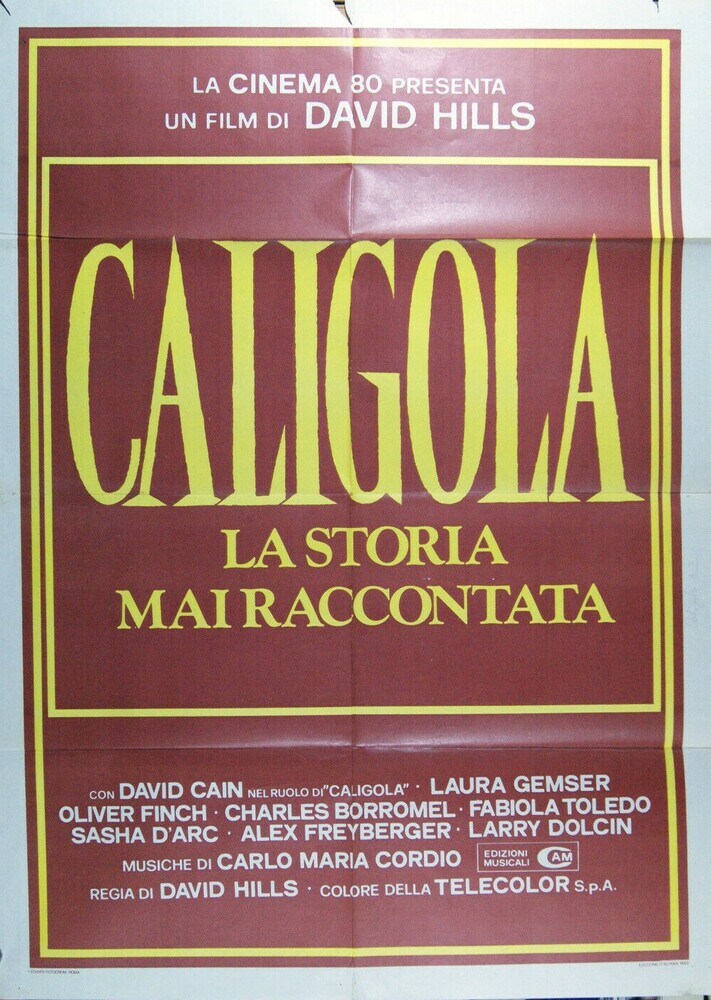 LA CINEMA 80 PRESENTA
UN FILM DI DAVID HILLS
CALIGOLA
LA STORIA
MAI RACCONTATA
CON DAVID CAIN NEL RUOLO DI "CALIGOLA" · LAURA GEMSER
OLIVER FINCH · CHARLES BORROMEL · FABIOLA TOLEDO
SASHA D'ARC · ALEX FREYBERGER · LARRY DOLCIN
MUSICHE DI CARLO MARIA CORDIO EDIZIONI MUSICALI CAM
REGIA DI DAVID HILLS · COLORE DELLA TELECOLOR S.p.A.